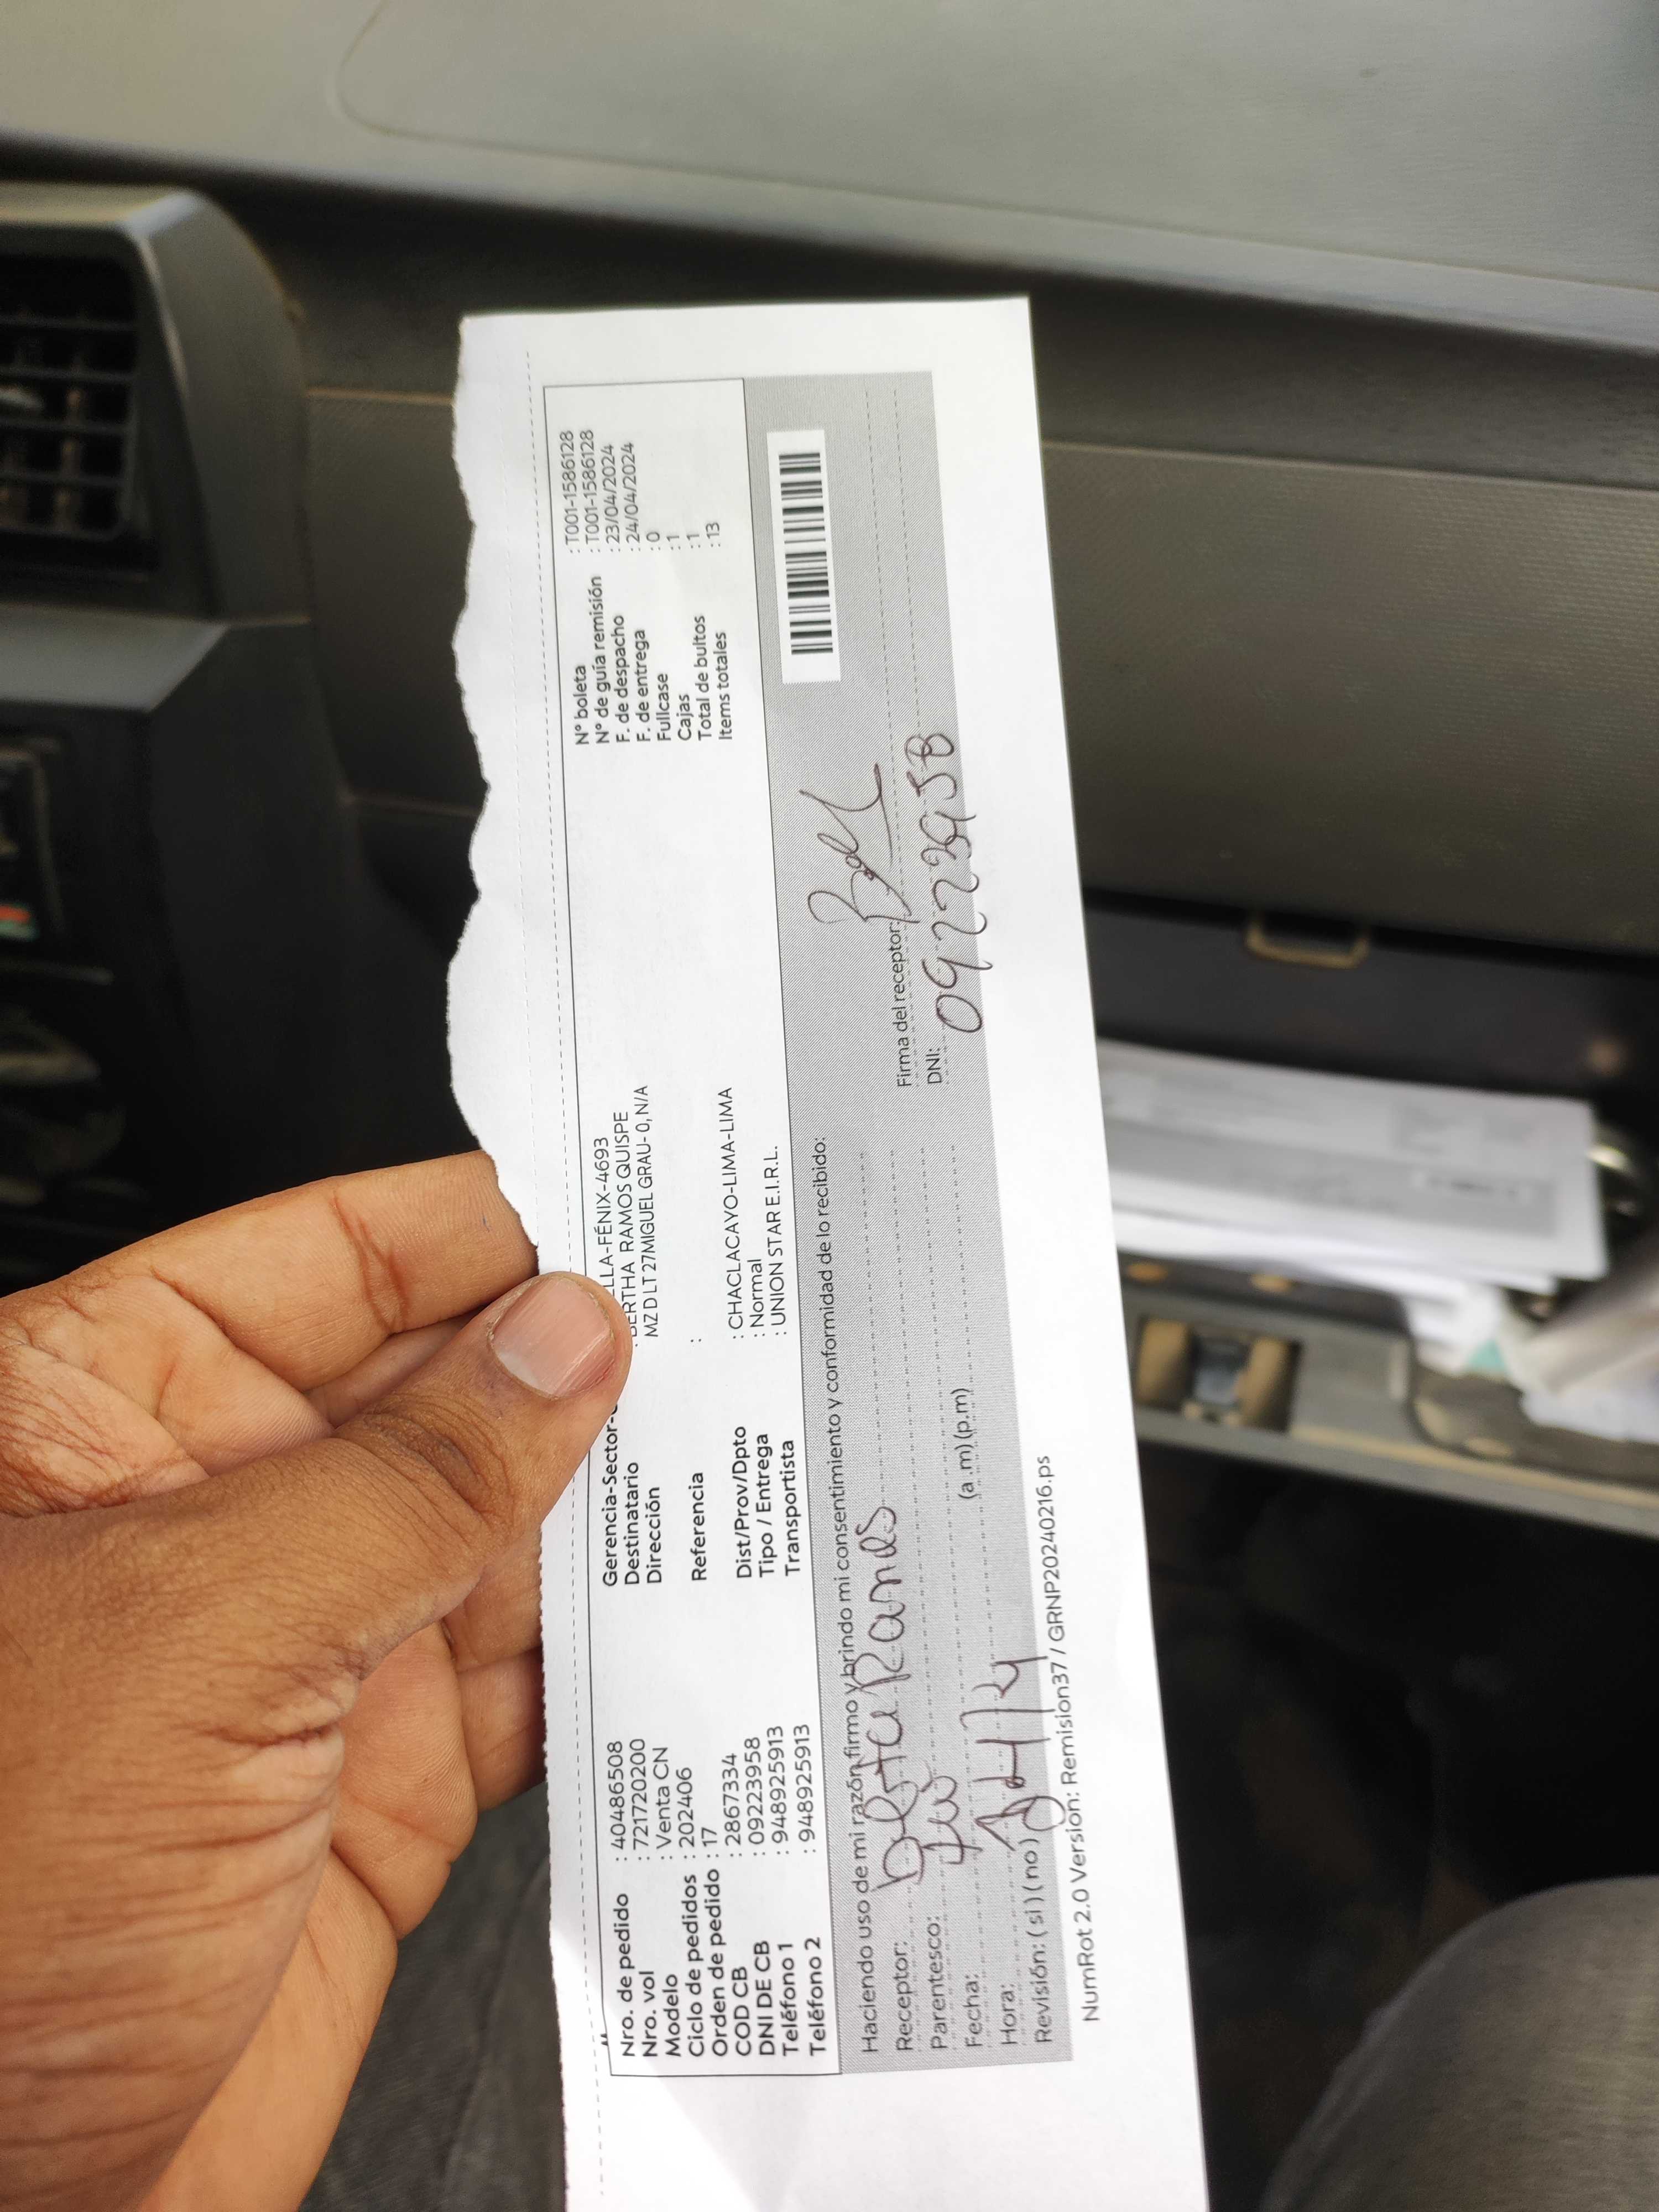 Nro. de pedido : 40486508
Nro. vol : 721720200
Modelo : Venta CN
Ciclo de pedidos : 202406
Orden de pedido : 17
COD CB : 2867334
DNI DE CB : 09223958
Teléfono 1 : 948925913
Teléfono 2 : 948925913
Gerencia-Sector- LLA-FÉNIX-4693
Destinatario BERTHA RAMOS QUISPE
Dirección MZ D LT 27MIGUEL GRAU- 0, N/A
Referencia :
Dist/Prov/Dpto : CHACLACAYO-LIMA-LIMA
Tipo / Entrega : Normal
Transportista : UNION STAR E.I.R.L.
N° boleta : T001-1586128
N° de guía remisión : T001-1586128
F. de despacho : 23/04/2024
F. de entrega : 24/04/2024
Fullcase : 0
Cajas : 1
Total de bultos : 1
Items totales : 13
Haciendo uso de mi razón firmo y brindo mi consentimiento y conformidad de lo recibido:
Receptor: Ramos
Parentesco:
Fecha:
Hora: (a.m) (p.m)
Revisión: ( si ) ( no )
Firma del receptor:
DNI: 09223958
NumRot 2.0 Versión: Remision37 / GRNP20240216.ps